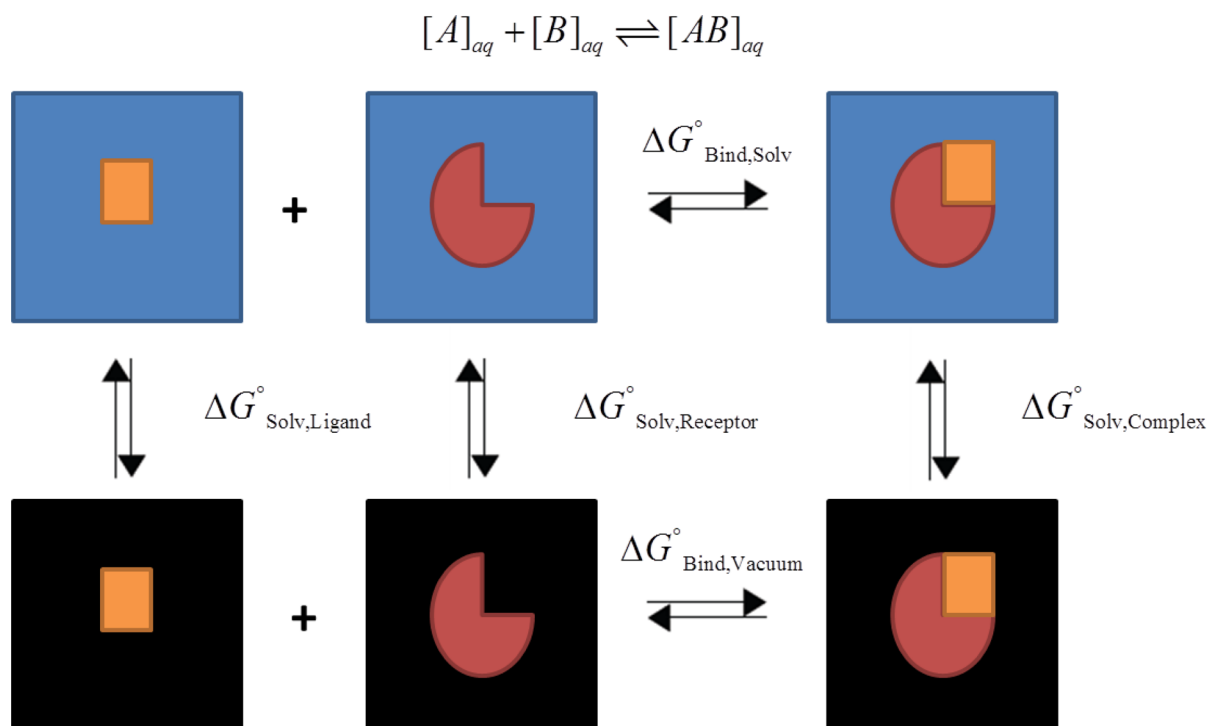 [A]aq + [B]aq ⇌ [AB]aq
ΔG°Bind,Solv
+
ΔG°Solv,Ligand
ΔG°Solv,Receptor
ΔG°Solv,Complex
ΔG°Bind,Vacuum
+